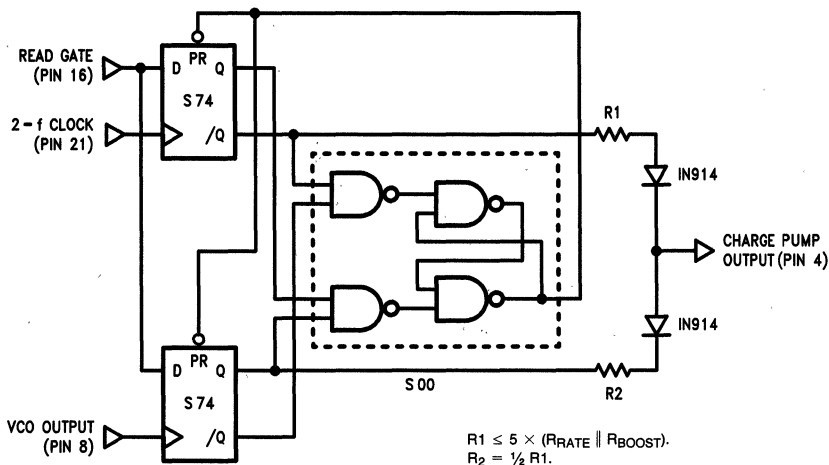 READ GATE
(PIN 16)
2-f CLOCK
(PIN 21)
PR
D
Q
S74
/Q
R1
IN914
CHARGE PUMP
OUTPUT (PIN 4)
IN914
PR
D
Q
S74
/Q
S00
R2
VCO OUTPUT
(PIN 8)
R1 ≤ 5 × (RRATE ∥ RBOOST).
R2 = ½ R1.